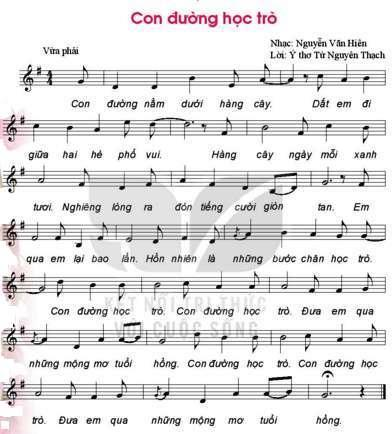 Con đường học trò
Nhạc: Nguyễn Văn Hiên
Vừa phải
Lời: Ý thơ Từ Nguyên Thạch
Con đường nằm dưới hàng cây. Dắt em đi
giữa hai hè phố vui. Hàng cây ngày mỗi xanh
tươi. Nghiêng lòng ra đón tiếng cười giòn tan. Em
qua em lại bao lần. Hồn nhiên là những bước chân học trò.
Con đường học trò. Con đường học trò. Đưa em qua
KẾT NỐI TRI THỨC
VỚI CUỘC SỐNG
những mộng mơ tuổi hồng. Con đường học trò. Con đường học
trò. Đưa em qua những mộng mơ tuổi hồng.